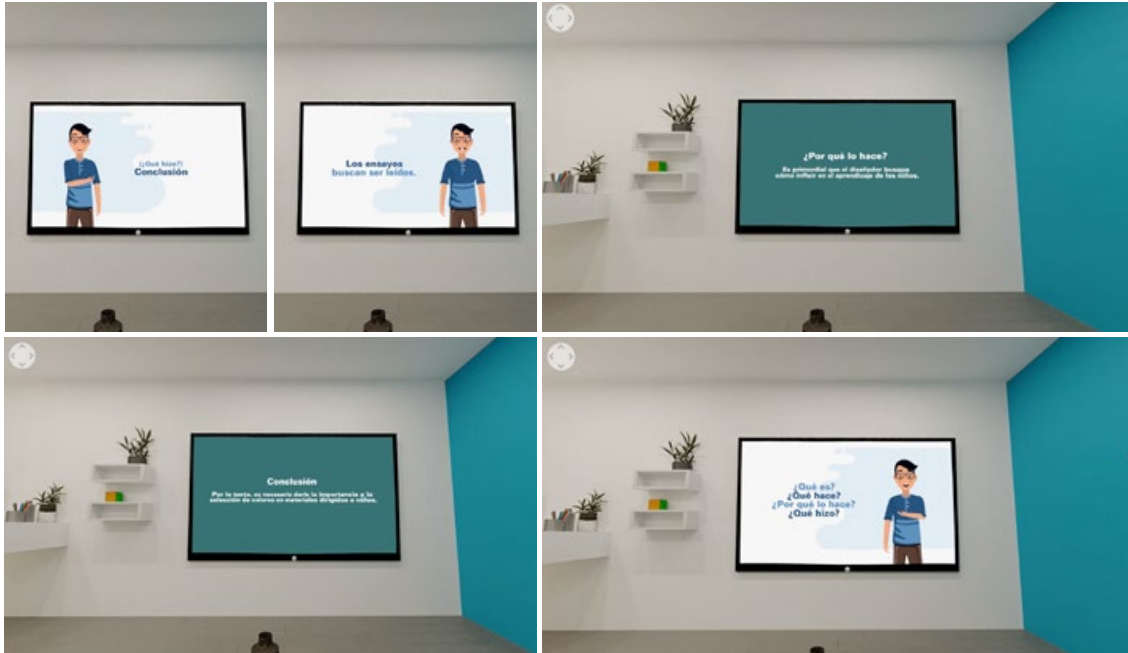 (¿Qué hizo?)
Conclusión
Los ensayos
buscan ser leídos.
¿Por qué lo hace?
Es primordial que el diseñador busque
cómo influir en el aprendizaje de los niños.
Conclusión
Por lo tanto, es necesario darle la importancia a la
selección de colores en materiales dirigidos a niños.
¿Qué es?
¿Qué hace?
¿Por qué lo hace?
¿Qué hizo?